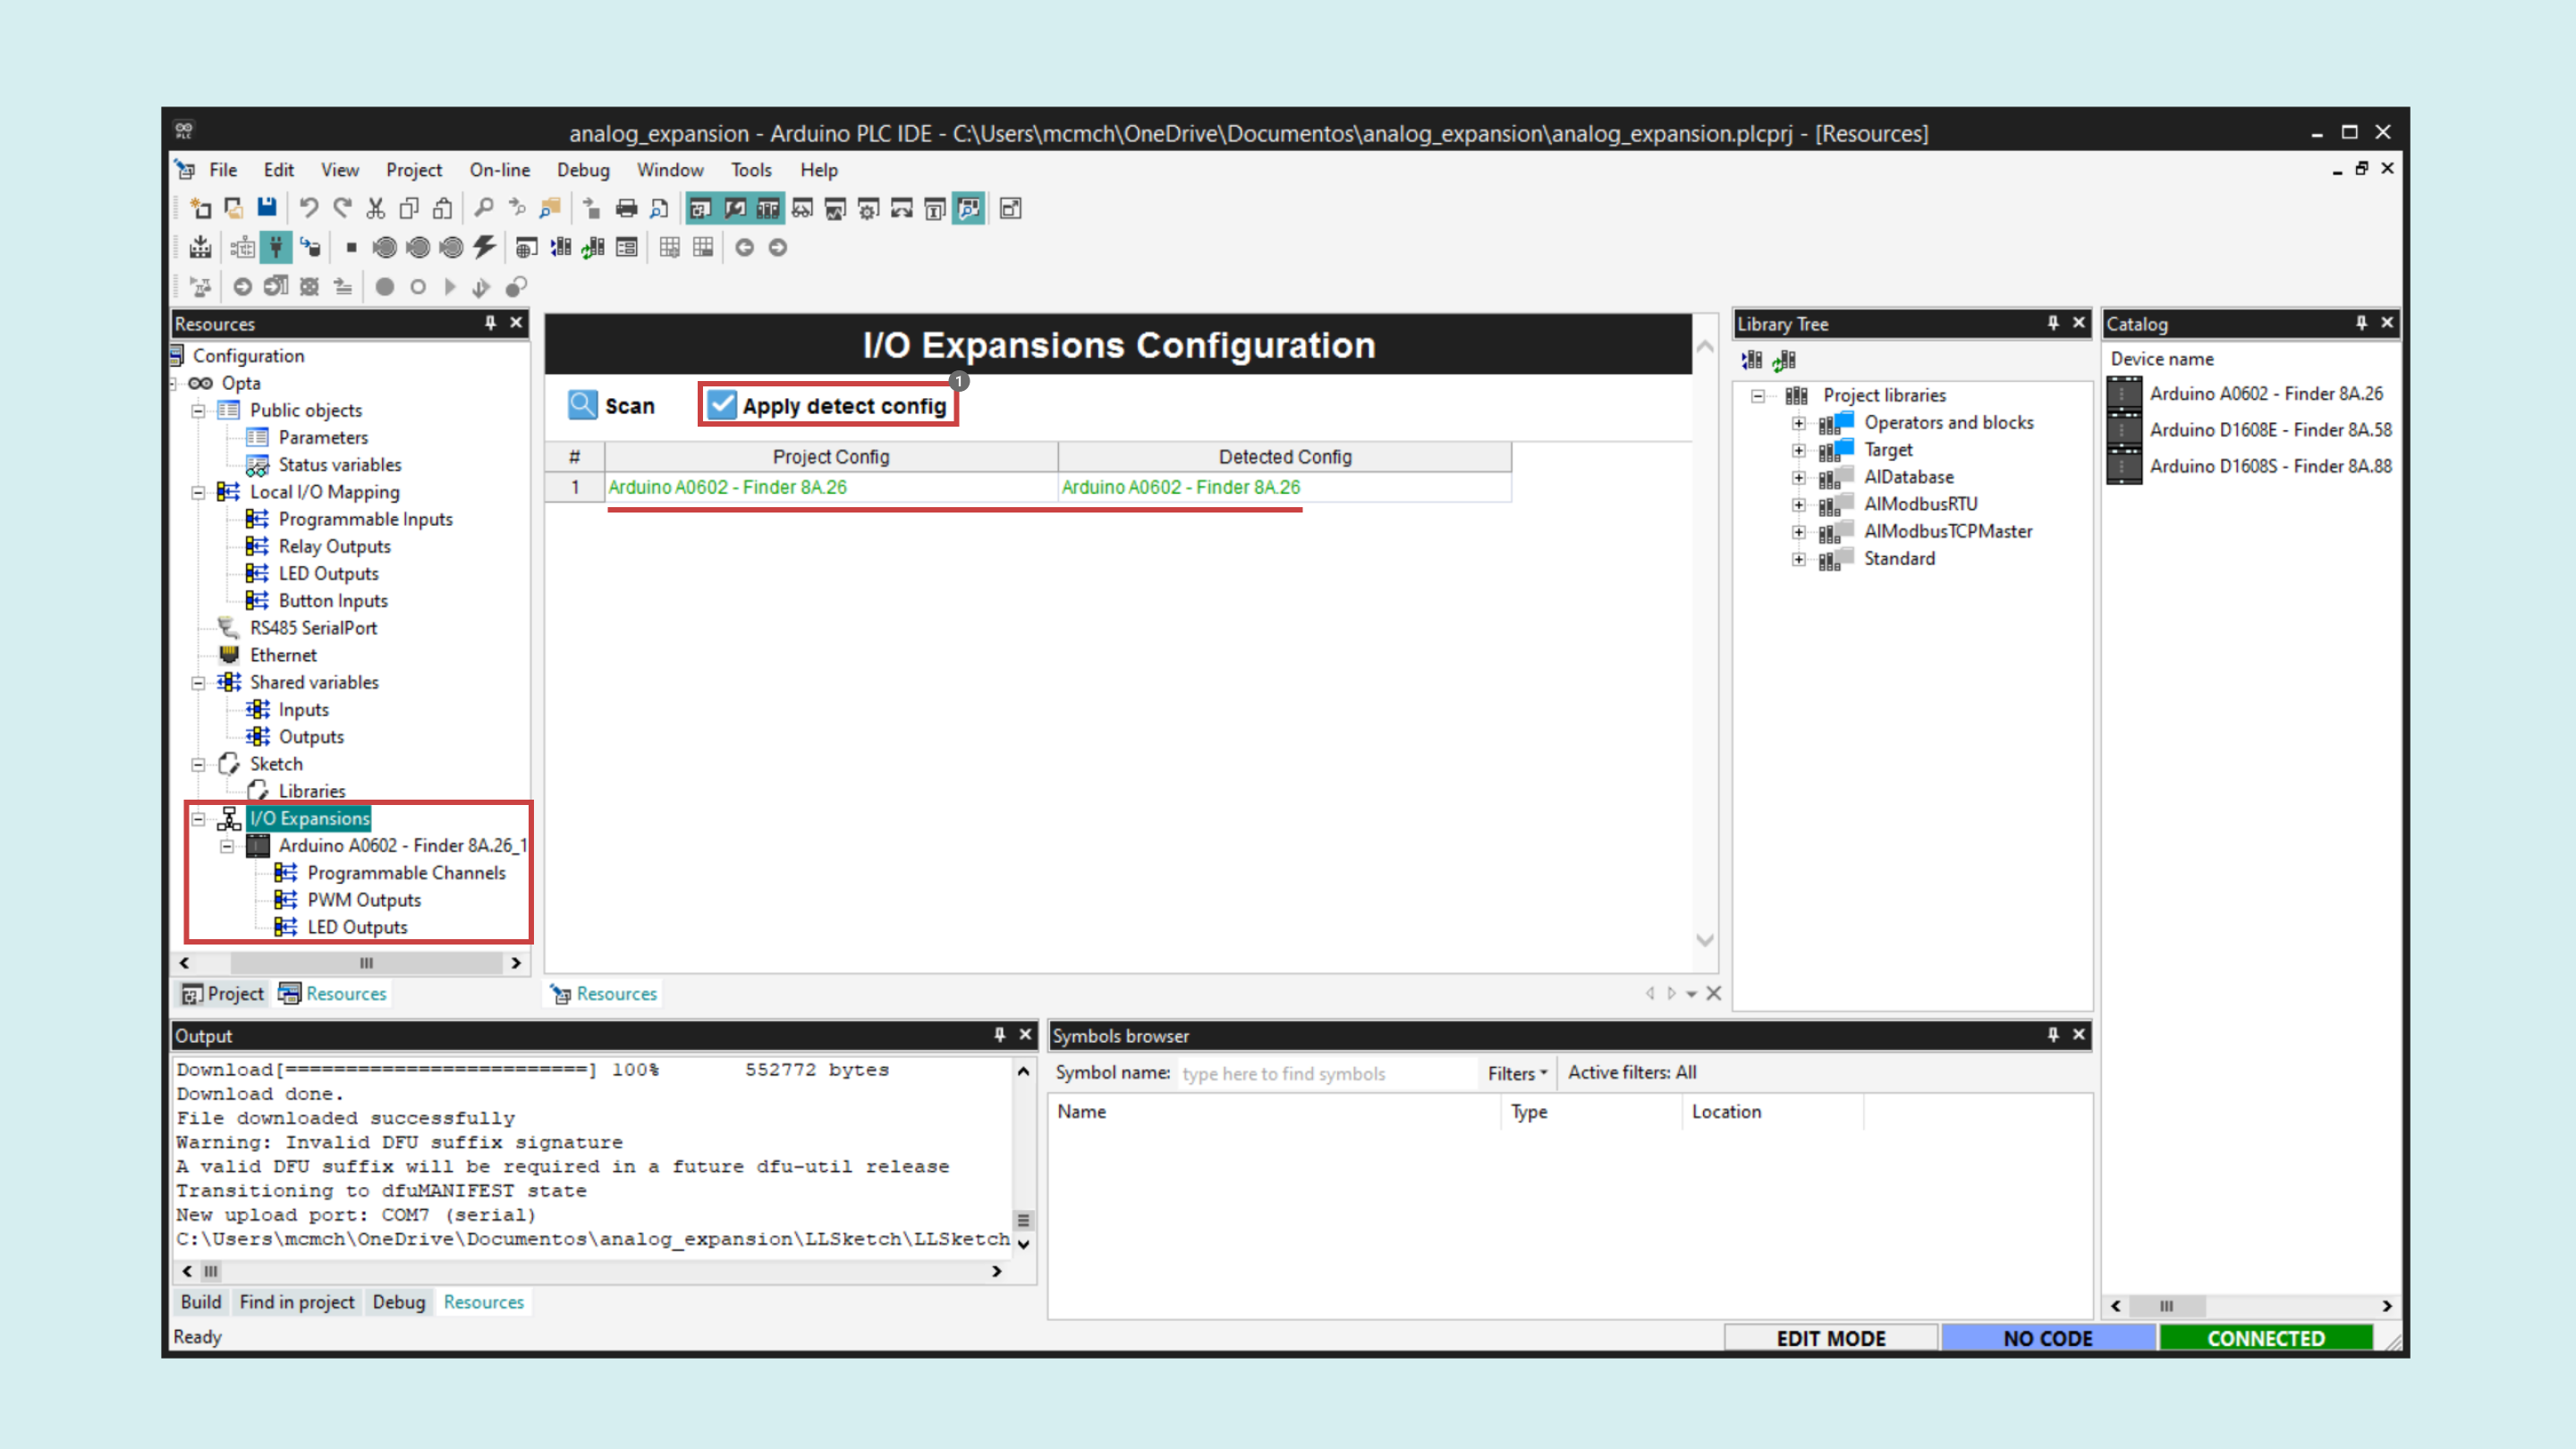 analog_expansion - Arduino PLC IDE - C:\Users\mcmch\OneDrive\Documentos\analog_expansion\analog_expansion.plcprj - [Resources]
File Edit View Project On-line Debug Window Tools Help
Resources
Configuration
Opta
Public objects
Parameters
Status variables
Local I/O Mapping
Programmable Inputs
Relay Outputs
LED Outputs
Button Inputs
RS485 SerialPort
Ethernet
Shared variables
Inputs
Outputs
Sketch
Libraries
I/O Expansions
Arduino A0602 - Finder 8A.26_1
Programmable Channels
PWM Outputs
LED Outputs
Project Resources
I/O Expansions Configuration
Scan Apply detect config 1
# Project Config Detected Config
1 Arduino A0602 - Finder 8A.26 Arduino A0602 - Finder 8A.26
Resources
Library Tree
Project libraries
Operators and blocks
Target
AlDatabase
AlModbusRTU
AlModbusTCPMaster
Standard
Catalog
Device name
Arduino A0602 - Finder 8A.26
Arduino D1608E - Finder 8A.58
Arduino D1608S - Finder 8A.88
Output
Download[=========================] 100% 552772 bytes
Download done.
File downloaded successfully
Warning: Invalid DFU suffix signature
A valid DFU suffix will be required in a future dfu-util release
Transitioning to dfuMANIFEST state
New upload port: COM7 (serial)
C:\Users\mcmch\OneDrive\Documentos\analog_expansion\LLSketch\LLSketch
Build Find in project Debug Resources
Symbols browser
Symbol name: type here to find symbols Filters Active filters: All
Name Type Location
Ready
EDIT MODE NO CODE CONNECTED